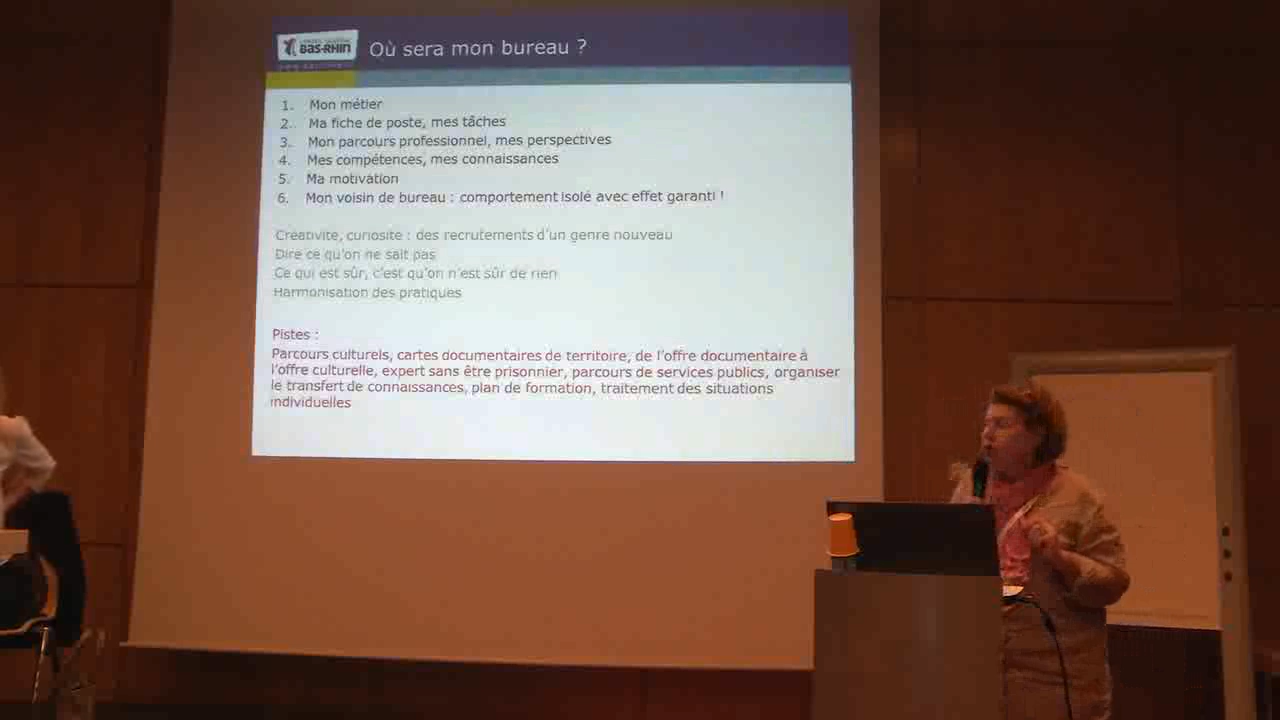 CONSEIL GÉNÉRAL
BAS-RHIN
Où sera mon bureau ?
1. Mon métier
2. Ma fiche de poste, mes tâches
3. Mon parcours professionnel, mes perspectives
4. Mes compétences, mes connaissances
5. Ma motivation
6. Mon voisin de bureau : comportement isolé avec effet garanti !
Créativité, curiosité : des recrutements d'un genre nouveau
Dire ce qu'on ne sait pas
Ce qui est sûr, c'est qu'on n'est sûr de rien
Harmonisation des pratiques
Pistes :
Parcours culturels, cartes documentaires de territoire, de l'offre documentaire à
l'offre culturelle, expert sans être prisonnier, parcours de services publics, organiser
le transfert de connaissances, plan de formation, traitement des situations
individuelles